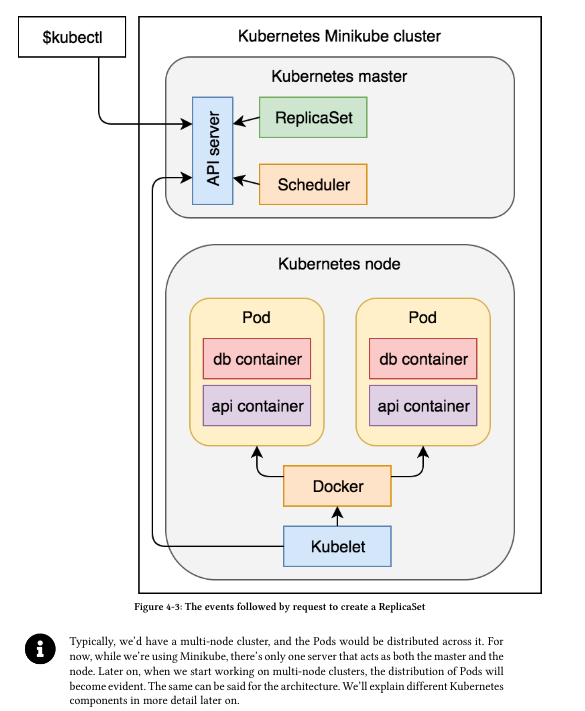 $kubectl
Kubernetes Minikube cluster
Kubernetes master
API server
ReplicaSet
Scheduler
Kubernetes node
Pod
db container
api container
Pod
db container
api container
Docker
Kubelet
Figure 4-3: The events followed by request to create a ReplicaSet
Typically, we'd have a multi-node cluster, and the Pods would be distributed across it. For
now, while we're using Minikube, there's only one server that acts as both the master and the
node. Later on, when we start working on multi-node clusters, the distribution of Pods will
become evident. The same can be said for the architecture. We'll explain different Kubernetes
components in more detail later on.